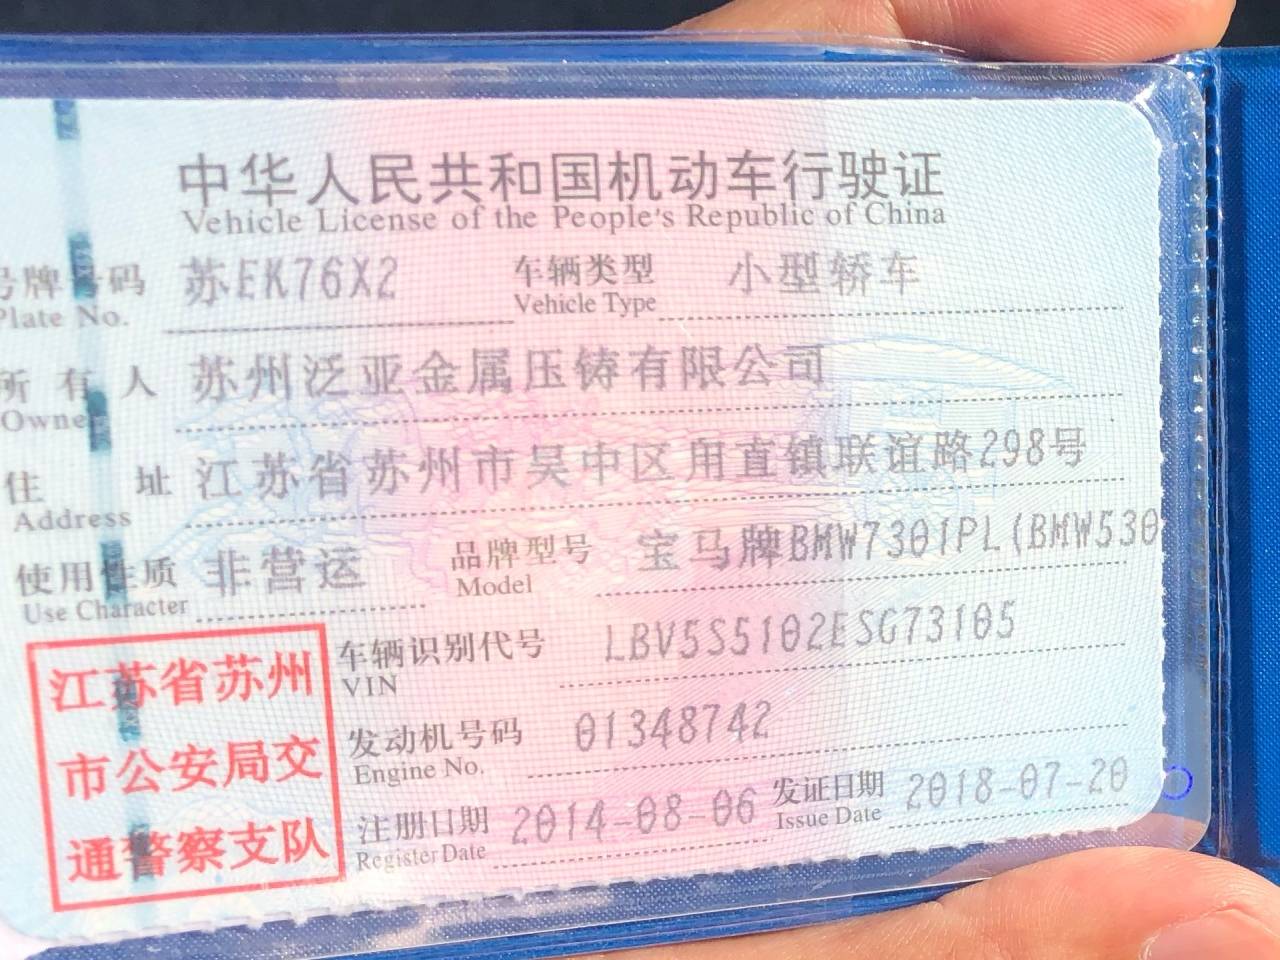 中华人民共和国机动车行驶证
Vehicle License of the People's Republic of China
号牌号码 苏EK76X2 车辆类型 小型轿车
Plate No. Vehicle Type
所有人 苏州泛亚金属压铸有限公司
Owner
住址 江苏省苏州市吴中区甪直镇联谊路298号
Address
使用性质 非营运 品牌型号 宝马牌BMW7301PL(BMW530
Use Character Model
车辆识别代号 LBV5S5102ESG73105
VIN
发动机号码 01348742
Engine No.
注册日期 2014-08-06 发证日期 2018-07-20
Register Date Issue Date
江苏省苏州
市公安局交
通警察支队